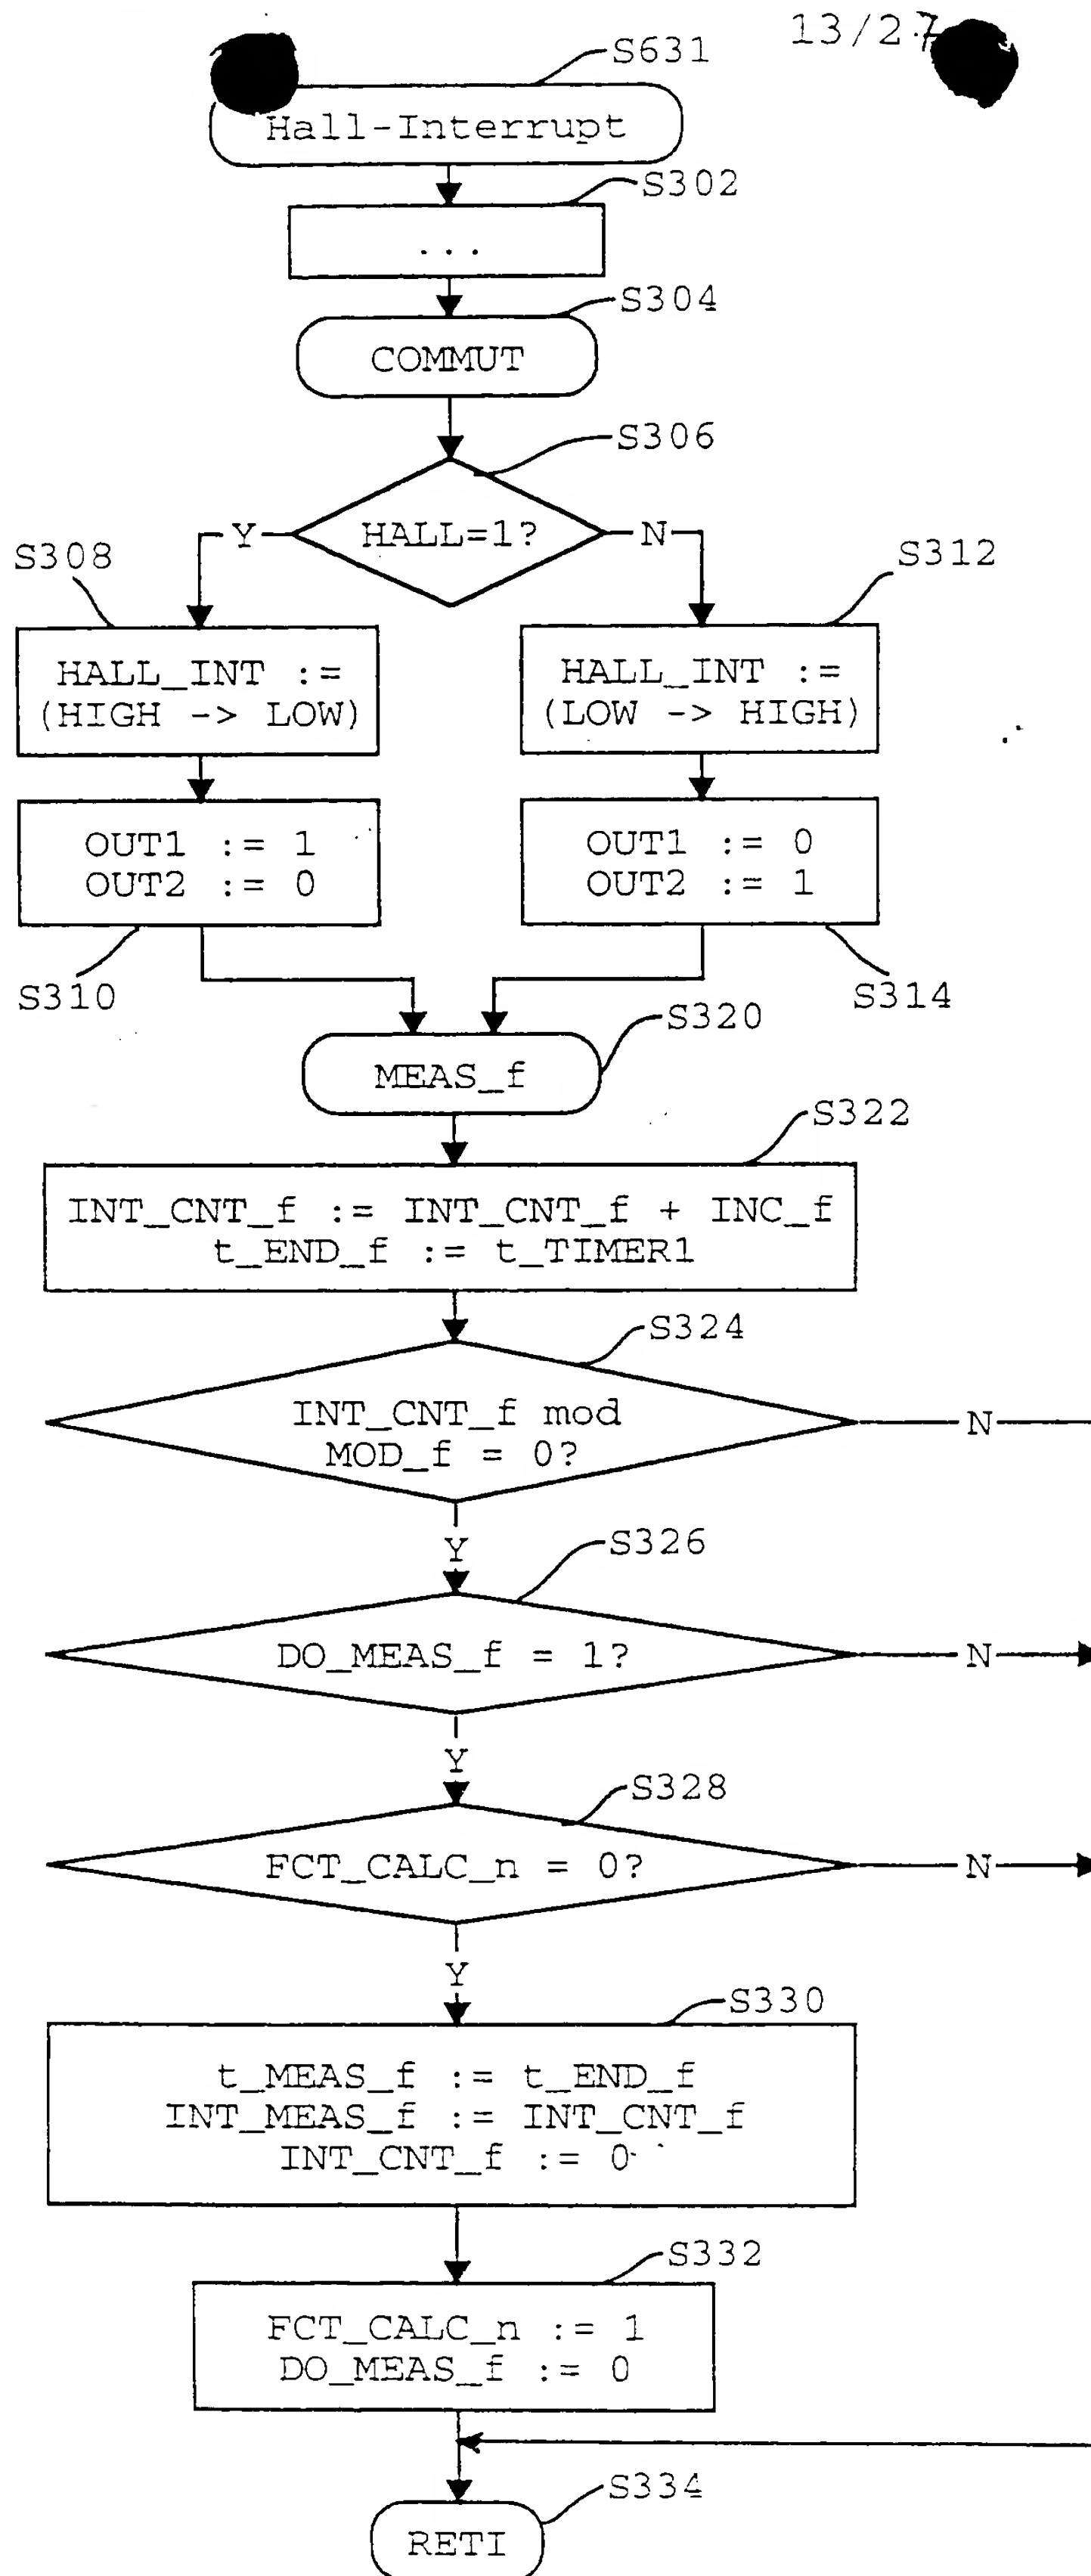 13/27
S631
Hall-Interrupt
S302
...
S304
COMMUT
S306
HALL=1?
Y
N
S308
S312
HALL_INT :=
(HIGH -> LOW)
HALL_INT :=
(LOW -> HIGH)
OUT1 := 1
OUT2 := 0
OUT1 := 0
OUT2 := 1
S310
S314
S320
MEAS_f
S322
INT_CNT_f := INT_CNT_f + INC_f
t_END_f := t_TIMER1
S324
INT_CNT_f mod
MOD_f = 0?
N
Y
S326
DO_MEAS_f = 1?
N
Y
S328
FCT_CALC_n = 0?
N
Y
S330
t_MEAS_f := t_END_f
INT_MEAS_f := INT_CNT_f
INT_CNT_f := 0
S332
FCT_CALC_n := 1
DO_MEAS_f := 0
S334
RETI